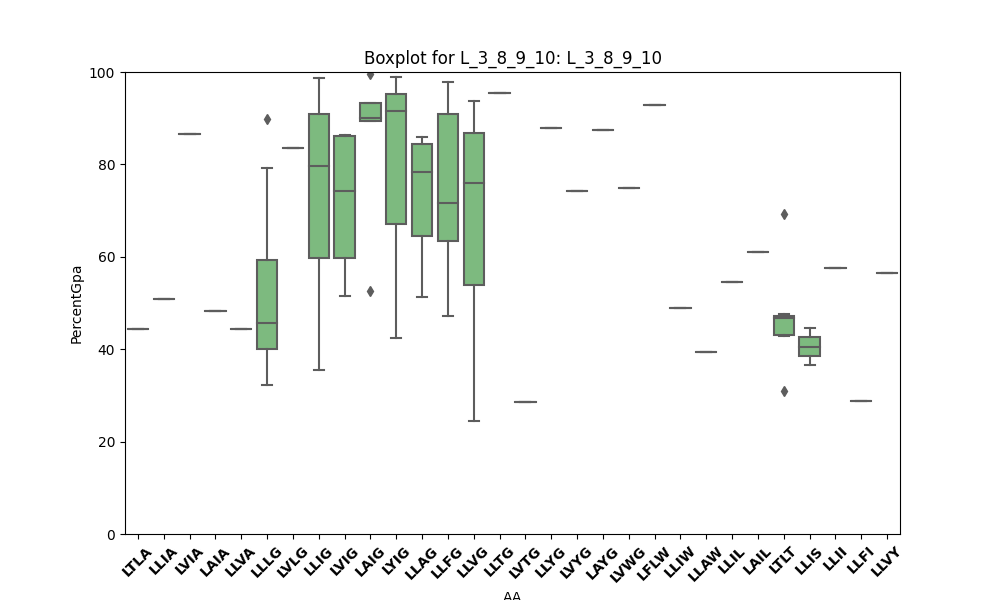 Boxplot for L_3_8_9_10: L_3_8_9_10
PercentGpa
100
80
60
40
20
0
LTLA
LLIA
LVIA
LAIA
LLVA
LLLG
LVLG
LLIG
LVIG
LAIG
LYIG
LLAG
LLFG
LLVG
LLTG
LVTG
LLYG
LVYG
LAYG
LVWG
LFLW
LLIW
LLAW
LLIL
LAIL
LTLT
LLIS
LLII
LLFI
LLVY
AA